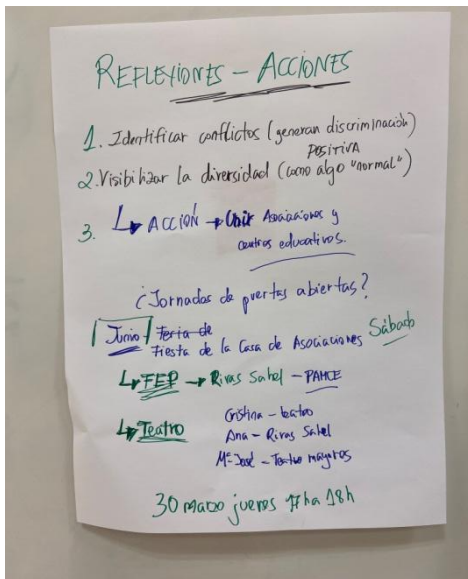 REFLEXIONES - ACCIONES
1. Identificar conflictos (generan discriminación)
POSITIVA
2. Visibilizar la diversidad (como algo "normal")
3. ↳ ACCIÓN → Unir Asociaciones y
centros educativos.
¿Jornadas de puertas abiertas?
Junio Feria de
Fiesta de la Casa de Asociaciones Sábado
↳ FEP → Rivas Sahel - PAMCE
↳ Teatro
Cristina - teatro
Ana - Rivas Sahel
Mª José - Teatro mayores
30 marzo jueves 17h a 18h